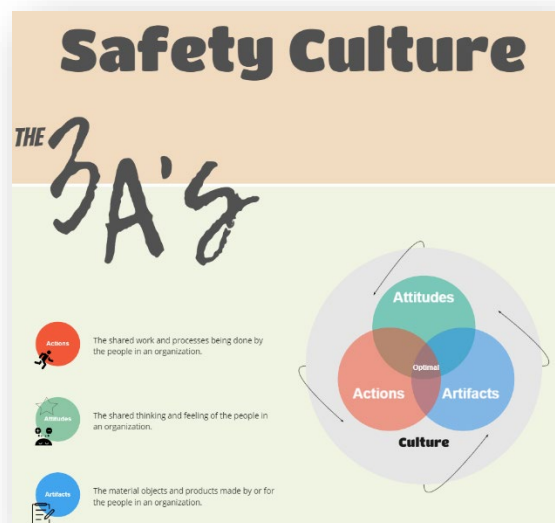 Safety Culture
THE
3
A's
Actions
The shared work and processes being done by
the people in an organization.
Attitudes
The shared thinking and feeling of the people in
an organization.
Artifacts
The material objects and products made by or for
the people in an organization.
Attitudes
Optimal
Actions
Artifacts
Culture